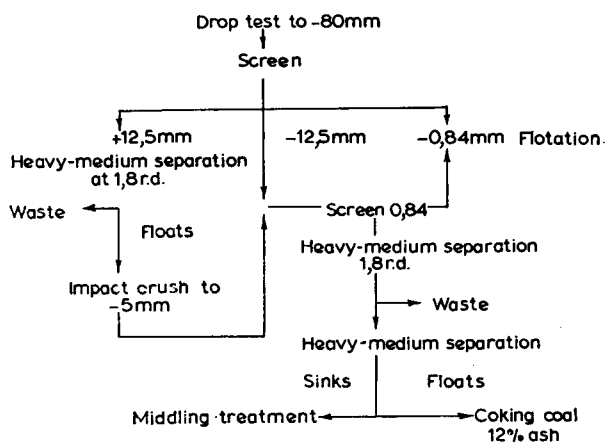 Drop test to -80mm
Screen
+12,5mm
-12,5mm
-0,84mm Flotation.
Heavy-medium separation
at 1,8 r.d.
Waste
Floats
Screen 0,84
Heavy-medium separation
1,8 r.d.
Impact crush to
-5mm
Waste
Heavy-medium separation
Sinks
Floats
Middling treatment
Coking coal
12% ash